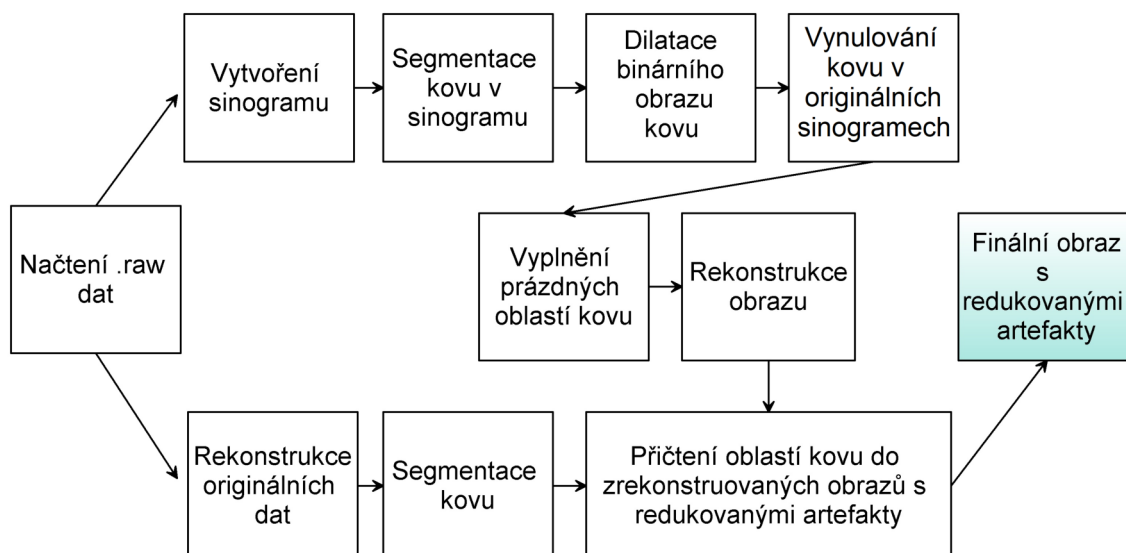 Vytvoření
sinogramu
Segmentace
kovu v
sinogramu
Dilatace
binárního
obrazu
kovu
Vynulování
kovu v
originálních
sinogramech
Načtení .raw
dat
Vyplnění
prázdných
oblastí kovu
Rekonstrukce
obrazu
Finální obraz
s
redukovanými
artefakty
Rekonstrukce
originálních
dat
Segmentace
kovu
Přičtení oblastí kovu do
zrekonstruovaných obrazů s
redukovanými artefakty